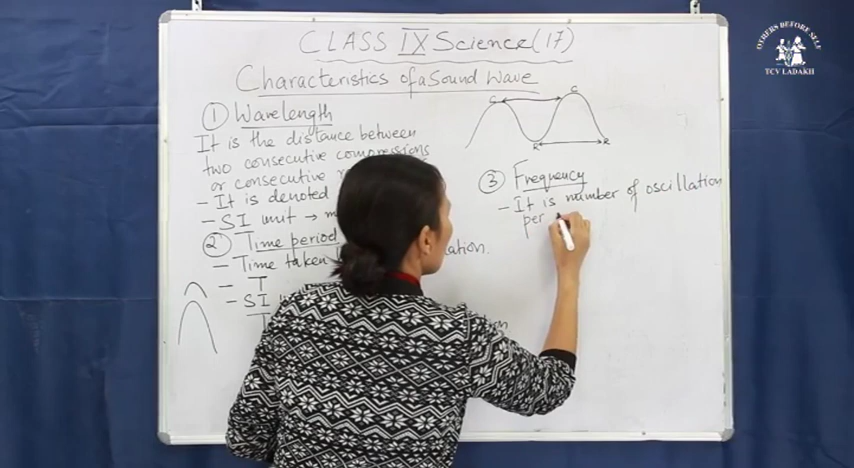 CLASS IX Science (17)
Characteristics of a Sound Wave
① Wavelength
It is the distance between
two consecutive compressions
or consecutive
- It is denoted
- SI unit → m
② Time period
- Time taken
- T
- SI
C C
R R
③ Frequency
- It is number of oscillation
per
OTHERS BEFORE SELF
TCV LADAKH